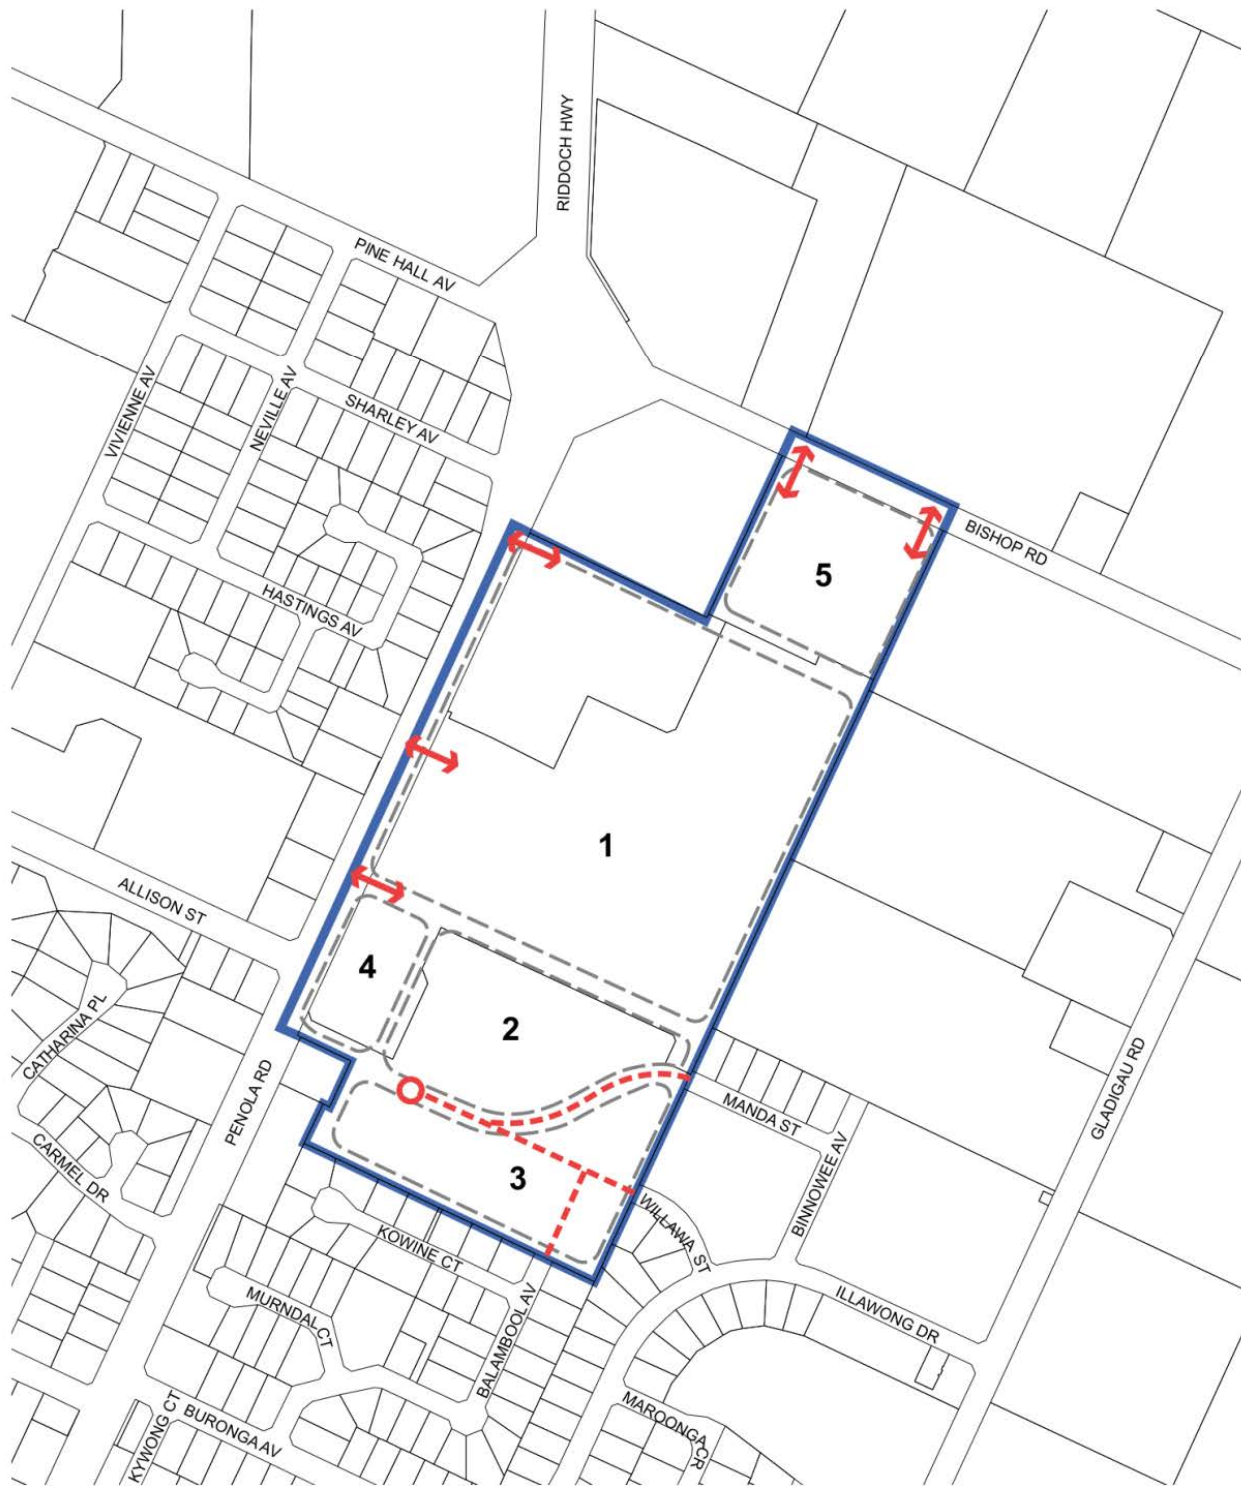 RIDDOCH HWY
PINE HALL AV
VIVIENNE AV
NEVILLE AV
SHARLEY AV
BISHOP RD
5
HASTINGS AV
1
ALLISON ST
4
2
CATHARINA PL
PENOLA RD
MANDA ST
GLADIGAU RD
BINNOWEE AV
CARMEL DR
3
WILLAWA ST
KOWINE CT
MURNDAL CT
BALAMBOOL AV
ILLAWONG DR
KYWONG CT
BURONGA AV
MAROONGA CR